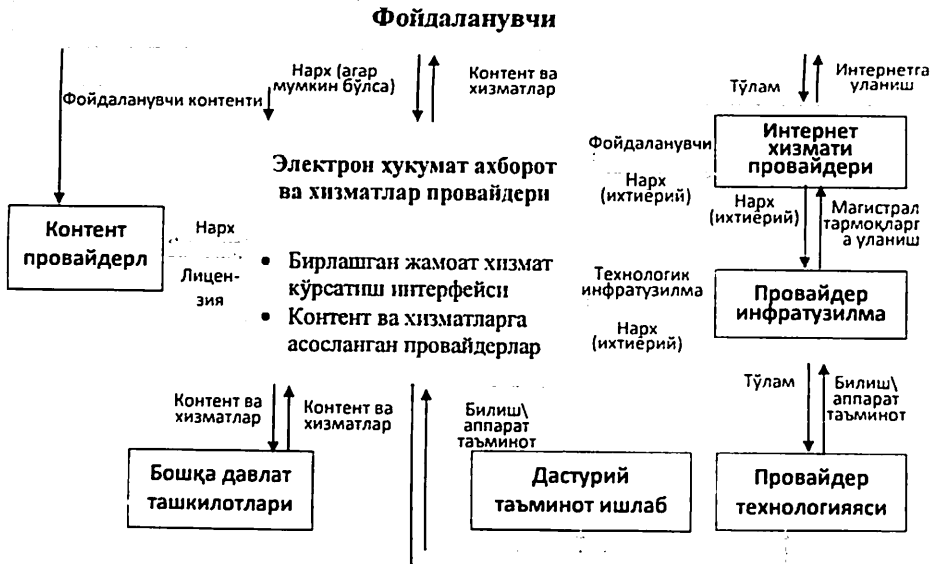 Фойдаланувчи
Фойдаланувчи контенти
Нарх (агар
мумкин бўлса)
Контент ва
хизматлар
Тўлам
Интернетга
уланиш
Электрон ҳукумат ахборот
ва хизматлар провайдери
Фойдаланувчи
Нарх
(ихтиёрий)
Интернет
хизмати
провайдери
Нарх
(ихтиёрий)
Магистрал
тармоқларг
а уланиш
Контент
провайдерл
Нарх
Лицен-
зия
• Бирлашган жамоат хизмат
кўрсатиш интерфейси
• Контент ва хизматларга
асосланган провайдерлар
Технологик
инфратузилма
Нарх
(ихтиёрий)
Провайдер
инфратузилма
Контент ва
хизматлар
Контент ва
хизматлар
Билиш\
аппарат
таъминот
Тўлам
Билиш\
аппарат
таъминот
Бошқа давлат
ташкилотлари
Дастурий
таъминот ишлаб
Провайдер
технологияяси